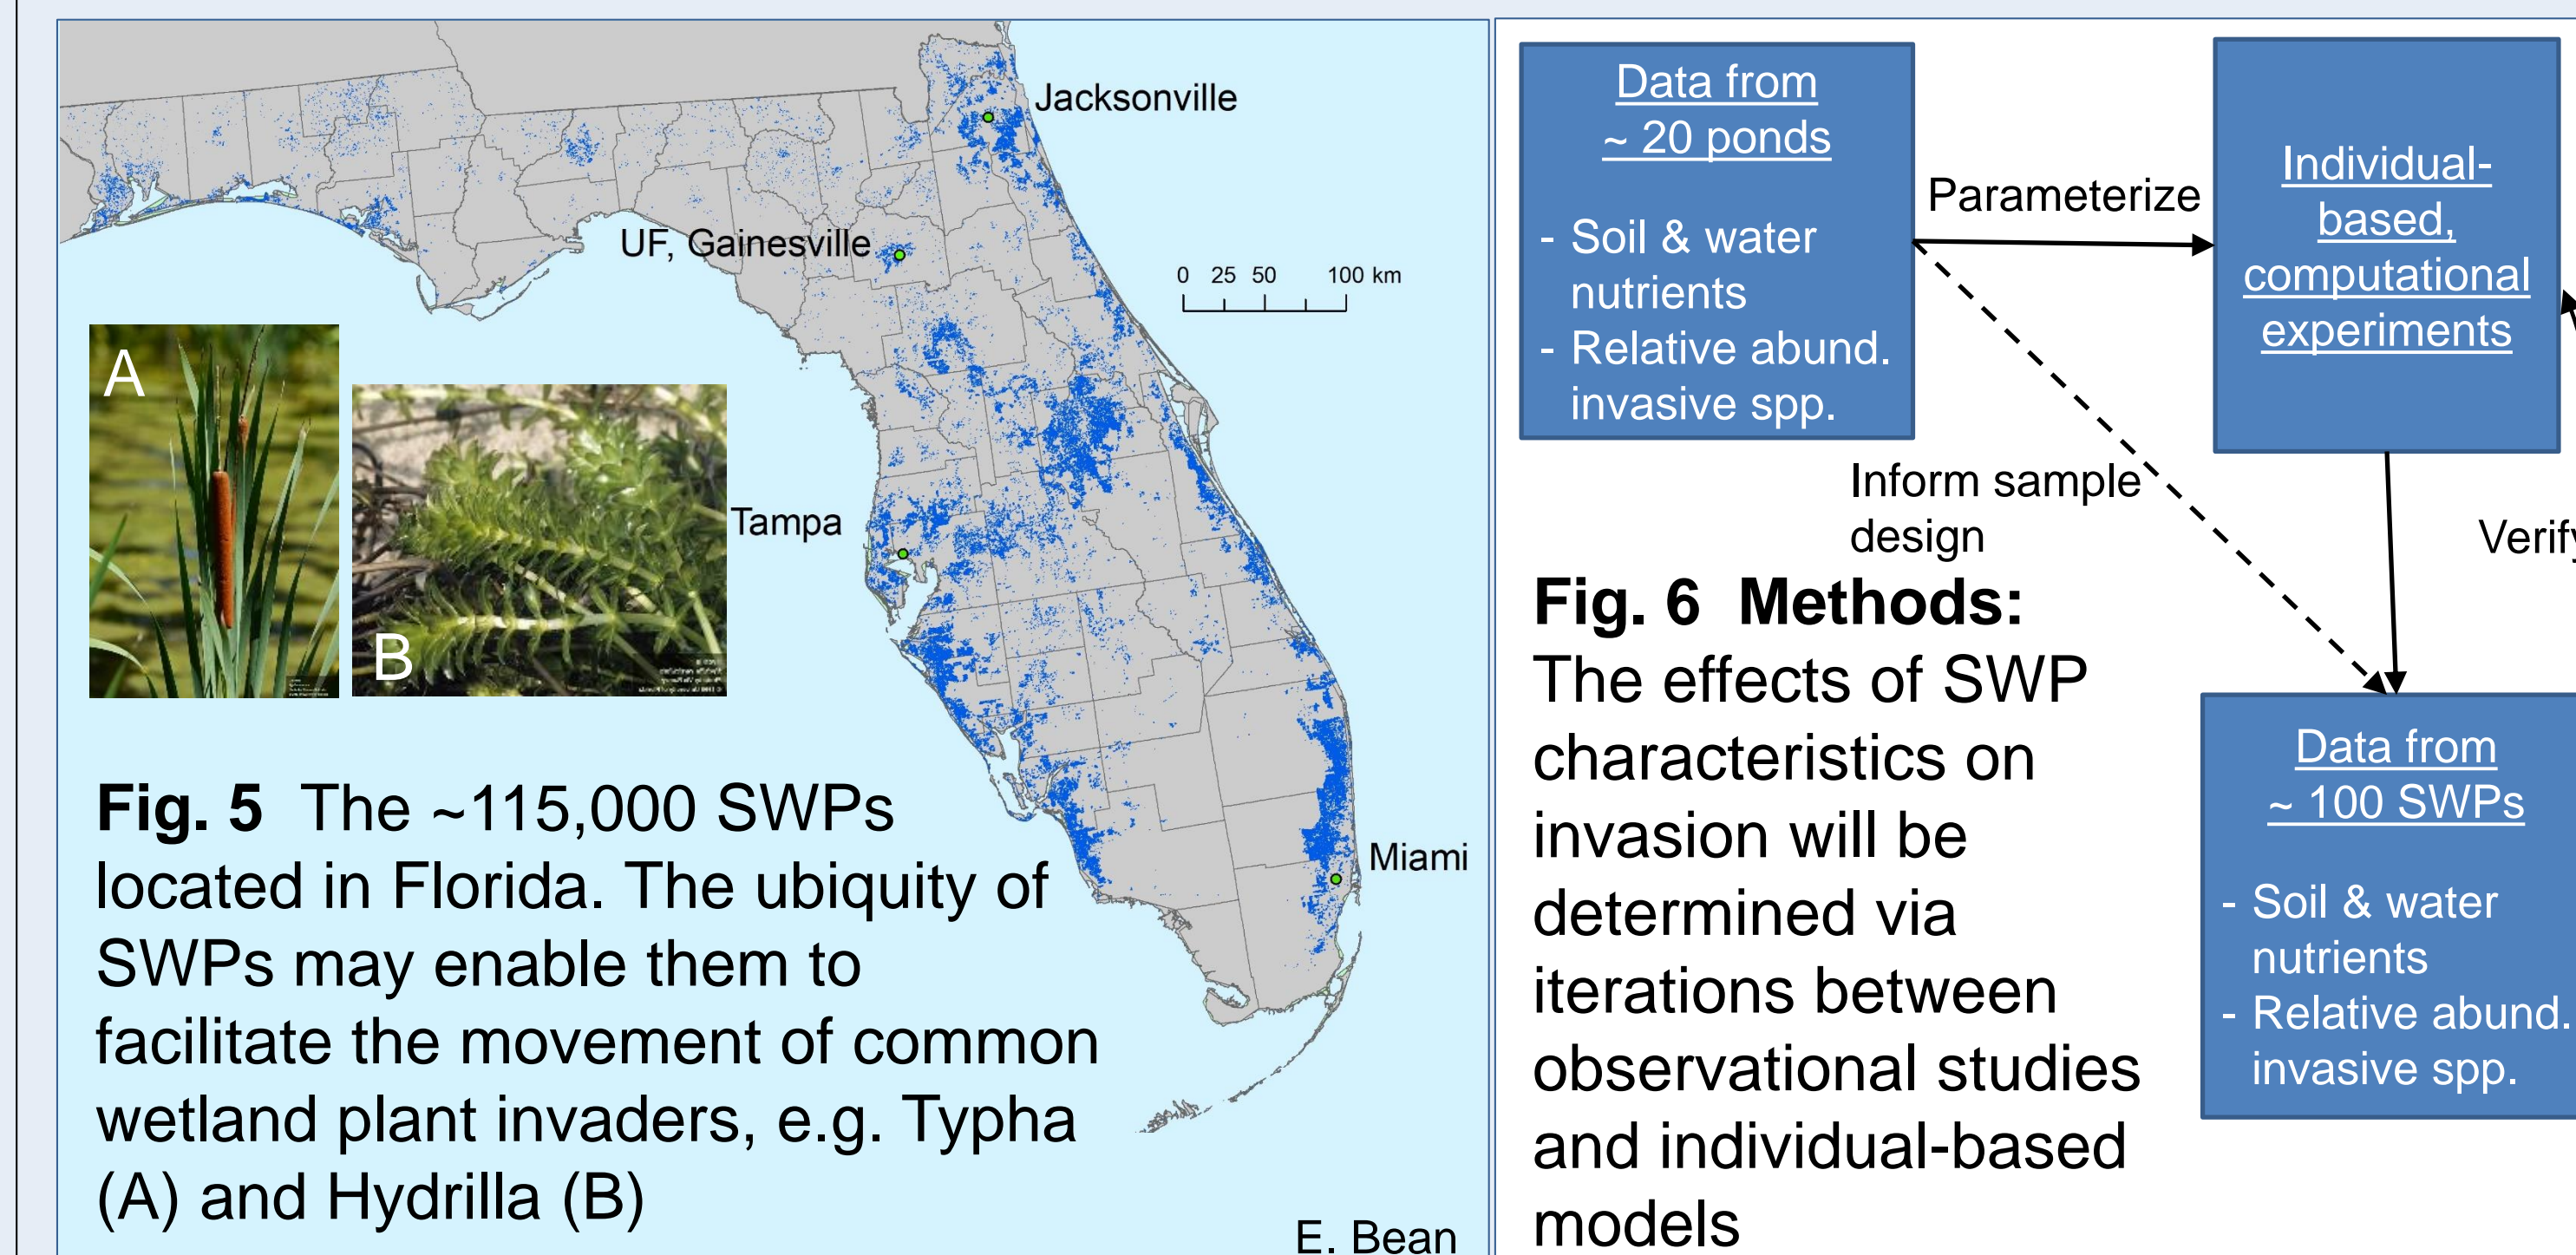 Jacksonville
UF, Gainesville
0 25 50 100 km
A
B
Tampa
Miami
Fig. 5 The ~115,000 SWPs
located in Florida. The ubiquity of
SWPs may enable them to
facilitate the movement of common
wetland plant invaders, e.g. Typha
(A) and Hydrilla (B)
E. Bean
Data from
~ 20 ponds
- Soil & water
nutrients
- Relative abund.
invasive spp.
Parameterize
Individual-
based,
computational
experiments
Inform sample
design
Verify
Fig. 6 Methods:
The effects of SWP
characteristics on
invasion will be
determined via
iterations between
observational studies
and individual-based
models
Data from
~ 100 SWPs
- Soil & water
nutrients
- Relative abund.
invasive spp.